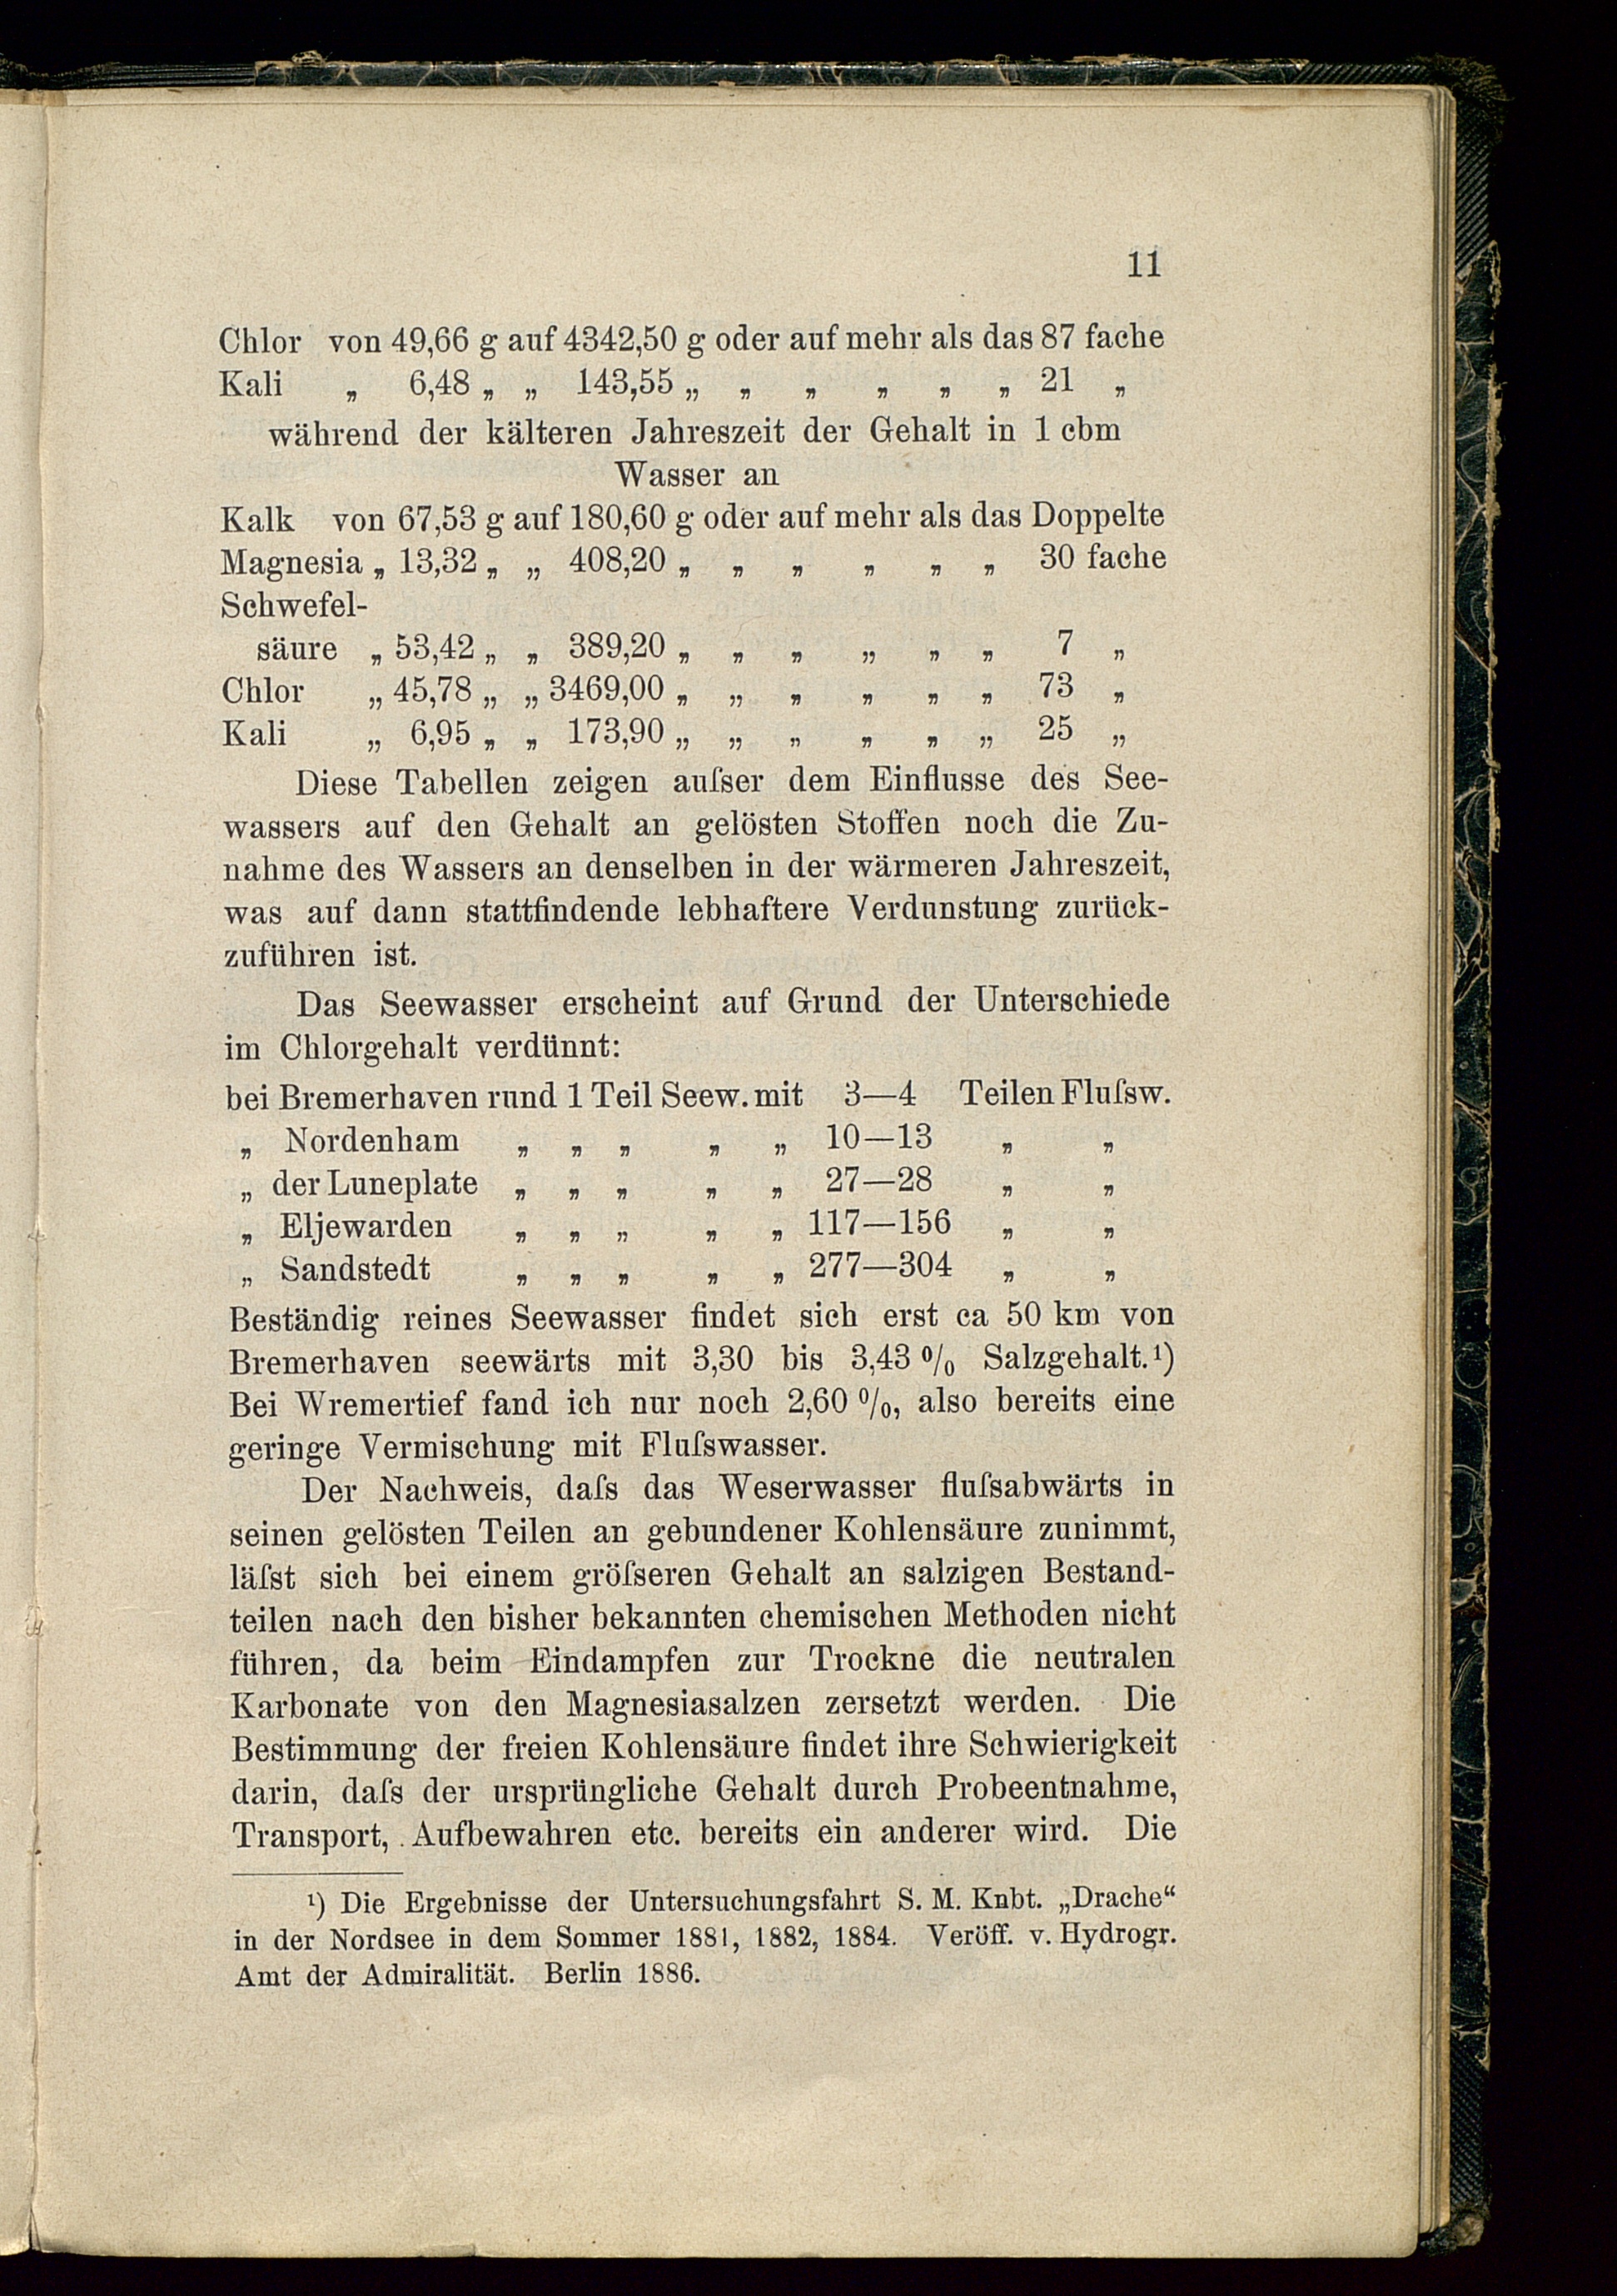 11
Chlor von 49,66 g auf 4342,50 g oder auf mehr als das 87 fache
Kali „ 6,48 „ „ 143,55 „ „ „ „ „ „ 21 „
während der kälteren Jahreszeit der Gehalt in 1 cbm
Wasser an
Kalk von 67,53 g auf 180,60 g oder auf mehr als das Doppelte
Magnesia „ 13,32 „ „ 408,20 „ „ „ „ „ „ 30 fache
Schwefel-
säure „ 53,42 „ „ 389,20 „ „ „ „ „ „ 7 „
Chlor „ 45,78 „ „ 3469,00 „ „ „ „ „ „ 73 „
Kali „ 6,95 „ „ 173,90 „ „ „ „ „ „ 25 „
Diese Tabellen zeigen auſser dem Einflusse des See-
wassers auf den Gehalt an gelösten Stoffen noch die Zu-
nahme des Wassers an denselben in der wärmeren Jahreszeit,
was auf dann stattfindende lebhaftere Verdunstung zurück-
zuführen ist.
Das Seewasser erscheint auf Grund der Unterschiede
im Chlorgehalt verdünnt:
bei Bremerhaven rund 1 Teil Seew. mit 3—4 Teilen Fluſsw.
„ Nordenham „ „ „ „ „ 10—13 „ „
„ der Luneplate „ „ „ „ „ 27—28 „ „
„ Eljewarden „ „ „ „ „ 117—156 „ „
„ Sandstedt „ „ „ „ „ 277—304 „ „
Beständig reines Seewasser findet sich erst ca 50 km von
Bremerhaven seewärts mit 3,30 bis 3,43 % Salzgehalt.¹)
Bei Wremertief fand ich nur noch 2,60 %, also bereits eine
geringe Vermischung mit Fluſswasser.
Der Nachweis, daſs das Weserwasser fluſsabwärts in
seinen gelösten Teilen an gebundener Kohlensäure zunimmt,
läſst sich bei einem gröſseren Gehalt an salzigen Bestand-
teilen nach den bisher bekannten chemischen Methoden nicht
führen, da beim Eindampfen zur Trockne die neutralen
Karbonate von den Magnesiasalzen zersetzt werden. Die
Bestimmung der freien Kohlensäure findet ihre Schwierigkeit
darin, daſs der ursprüngliche Gehalt durch Probeentnahme,
Transport, Aufbewahren etc. bereits ein anderer wird. Die
¹) Die Ergebnisse der Untersuchungsfahrt S. M. Knbt. „Drache“
in der Nordsee in dem Sommer 1881, 1882, 1884. Veröff. v. Hydrogr.
Amt der Admiralität. Berlin 1886.